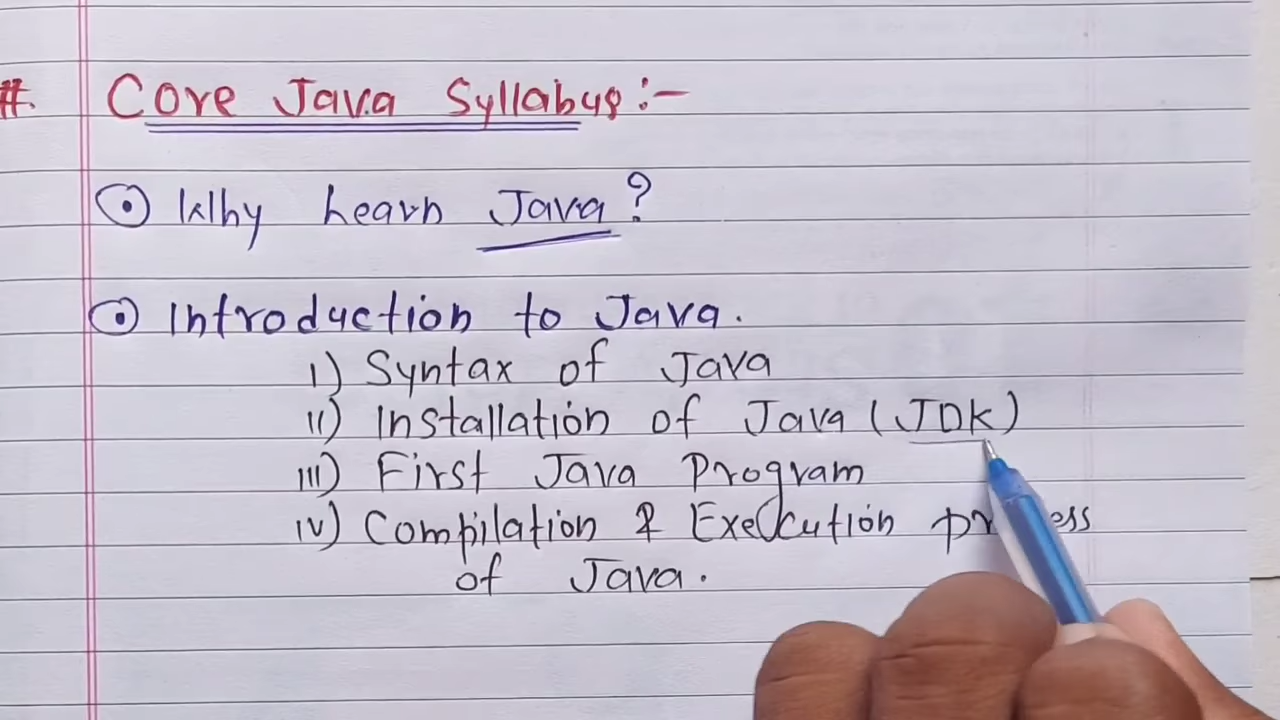 #. Core Java Syllabus:-
⊙ Why Learn Java?
⊙ Introduction to Java.
i) Syntax of Java
ii) Installation of Java (JDK)
iii) First Java Program
iv) Compilation & Execution
of Java.